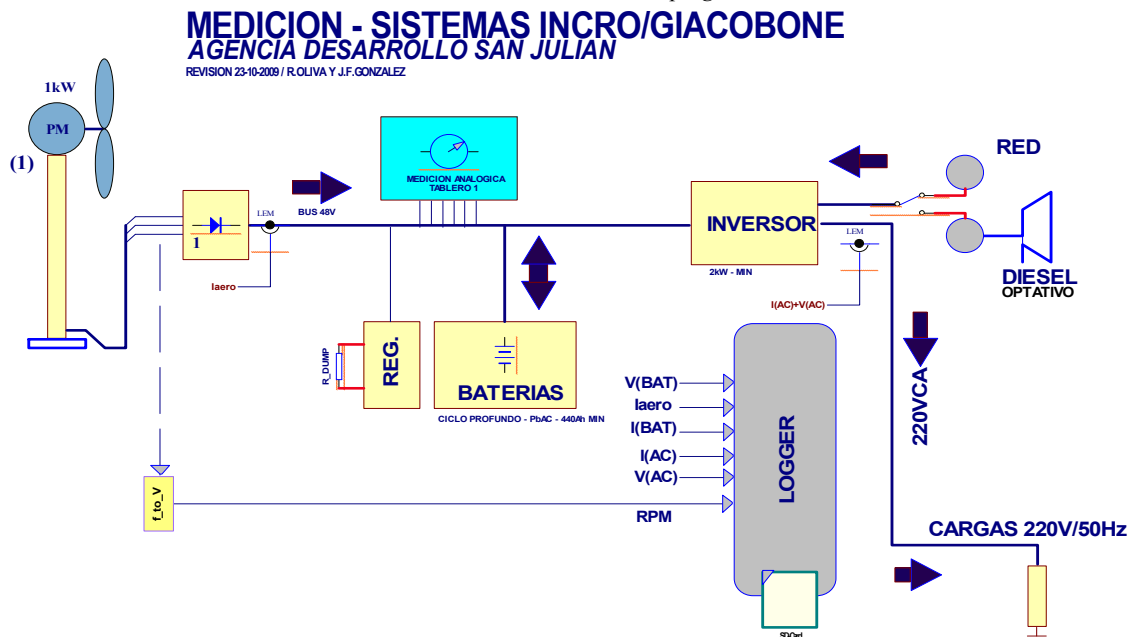 MEDICION - SISTEMAS INCRO/GIACOBONE
AGENCIA DESARROLLO SAN JULIAN
REVISION 23-10-2009 / R.OLIVA Y J.F.GONZALEZ
1kW
PM
(1)
MEDICION ANALOGICA
TABLERO 1
RED
LEM
BUS 48V
1
INVERSOR
LEM
2kW - MIN
DIESEL
OPTATIVO
Iaero
I(AC)+V(AC)
R_DUMP
REG.
BATERIAS
CICLO PROFUNDO - PbAC - 440Ah MIN
220VCA
V(BAT)
Iaero
I(BAT)
I(AC)
V(AC)
RPM
LOGGER
f_to_V
CARGAS 220V/50Hz
SDCard